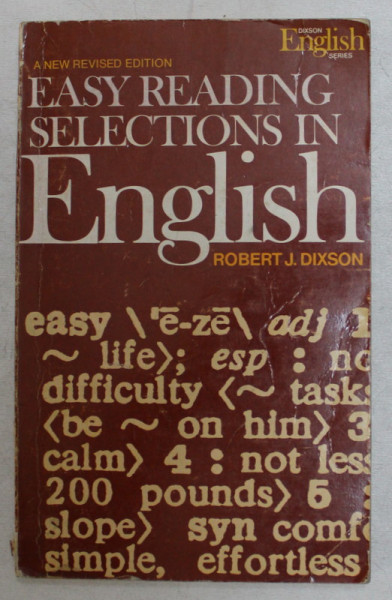 DIXSON
English
SERIES
A NEW REVISED EDITION
EASY READING
SELECTIONS IN
English
ROBERT J. DIXSON
easy \'ē-zē\ adj 1
~ life⟩; esp : no
difficulty ⟨~ task
⟨be ~ on him⟩ 3
calm⟩ 4 : not less
200 pounds⟩ 5 :
slope⟩ syn comf
simple, effortless